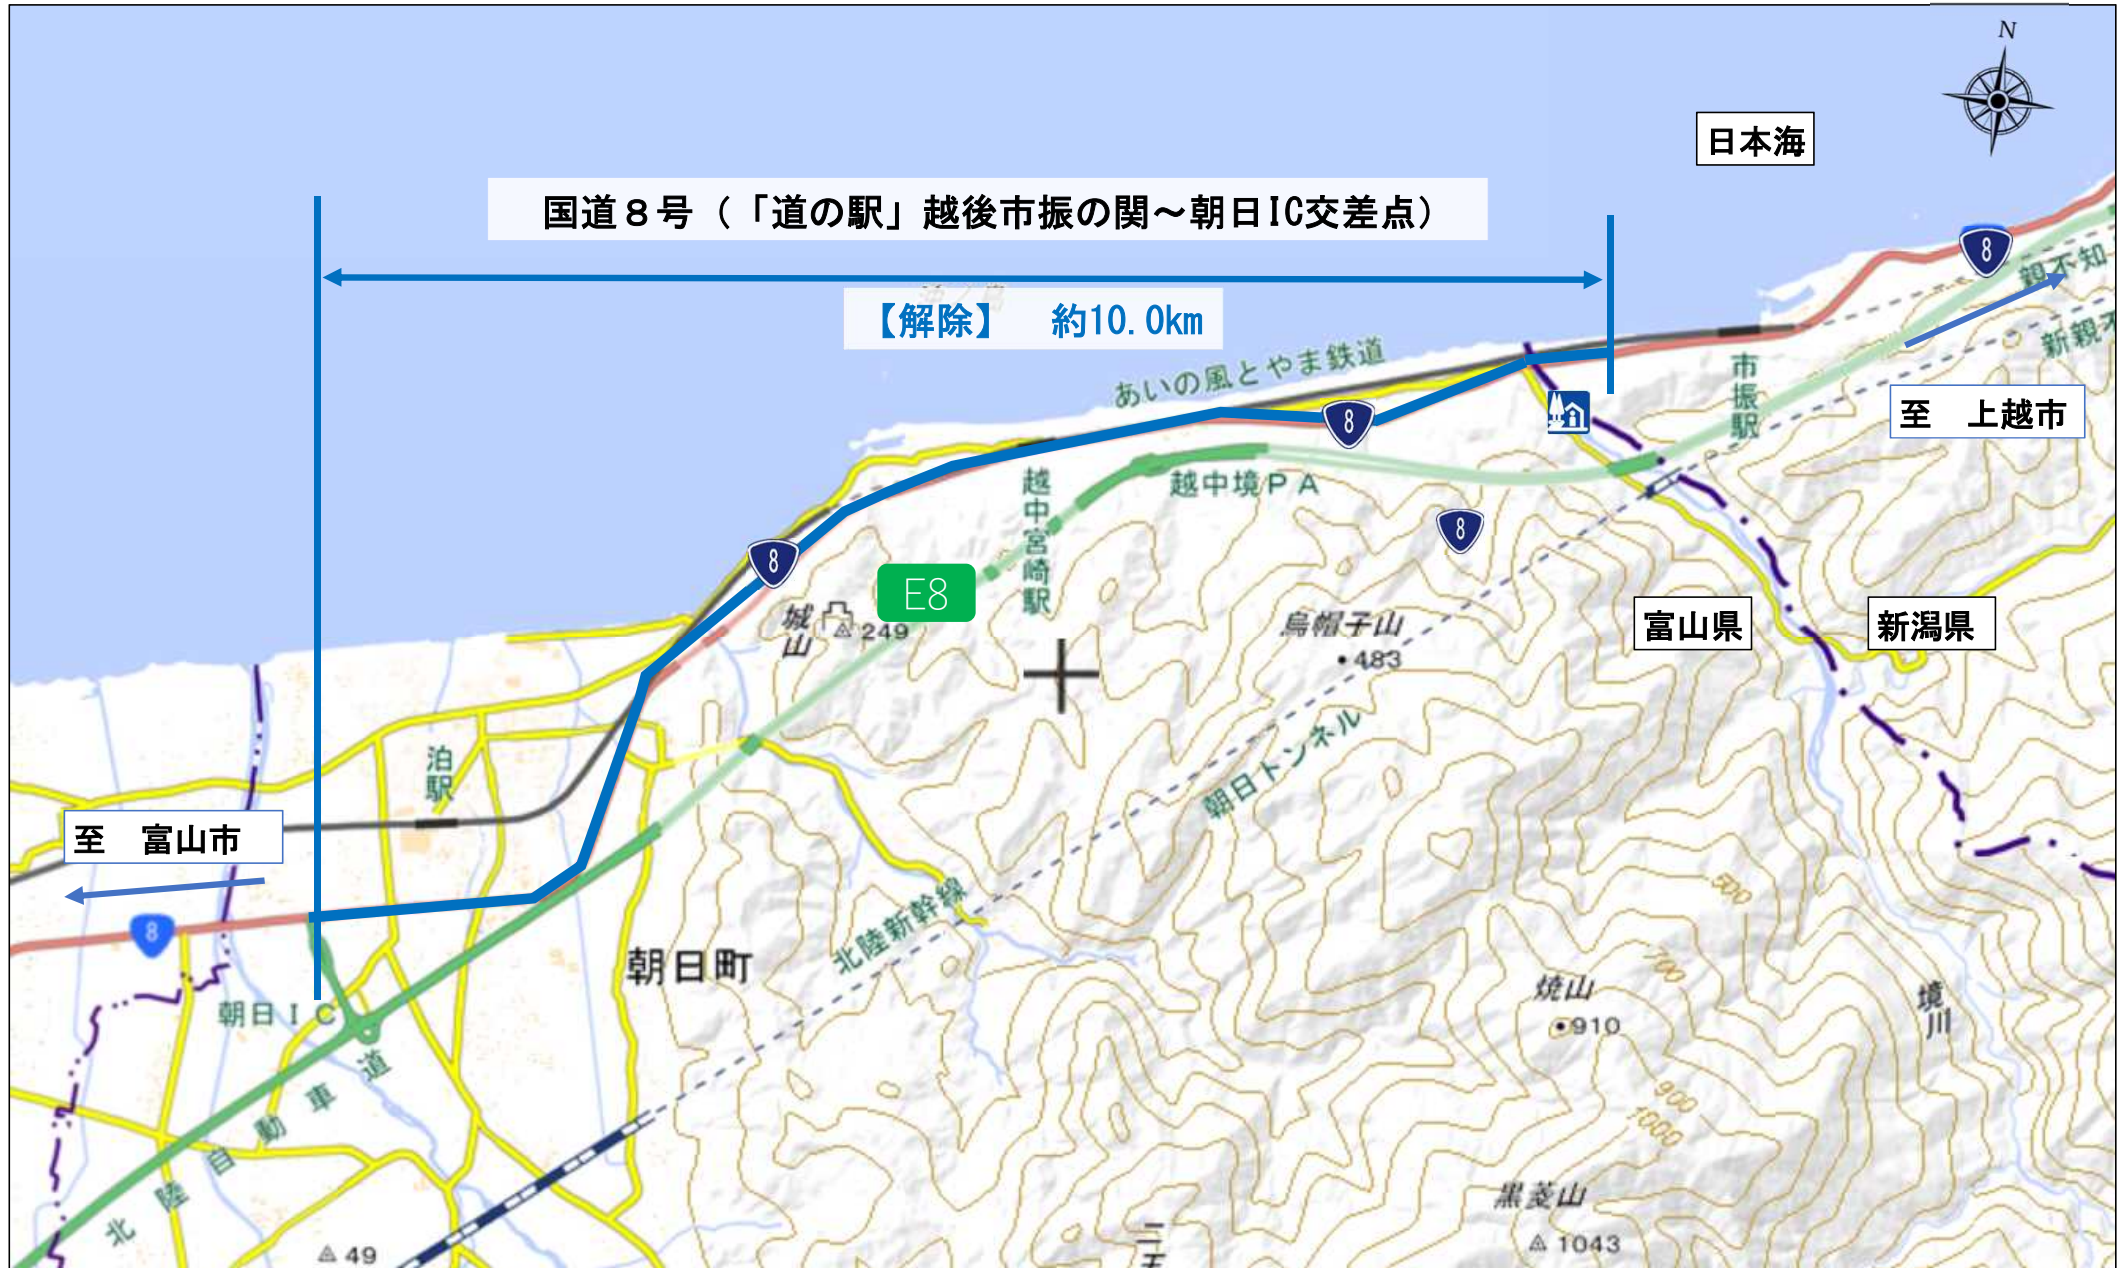 N
日本海
国道８号（「道の駅」越後市振の関～朝日IC交差点）
【解除】　約10.0km
8
親不知
新親不
あいの風とやま鉄道
市振駅
至　上越市
8
越中宮崎駅
越中境ＰＡ
8
8
E8
城山
249
烏帽子山
483
富山県
新潟県
泊駅
朝日トンネル
至　富山市
8
北陸新幹線
朝日町
500
700
焼山
910
境川
朝日ＩＣ
北陸自動車道
900
1000
黒菱山
1043
49